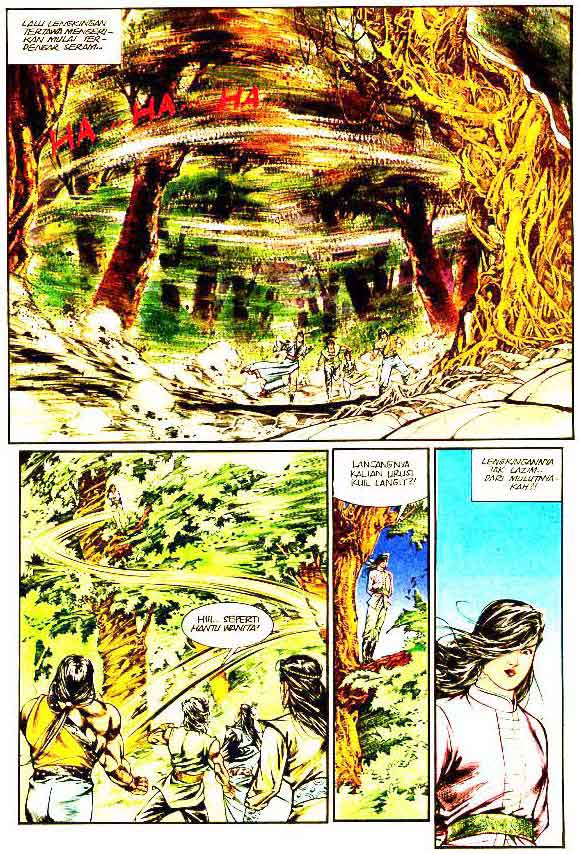 LALU LENGKINGAN
TERTAWA MENGERI-
KAN MULAI TER-
DENGAR SERAM...
HA... HA... HA...
HIII... SEPERTI
HANTU WANITA!
LANCANGNYA
KALIAN URUSI
KUIL LANGIT?!
LENGKINGANNYA
TAK LAZIM...
DARI MULUTNYA-
KAH?!